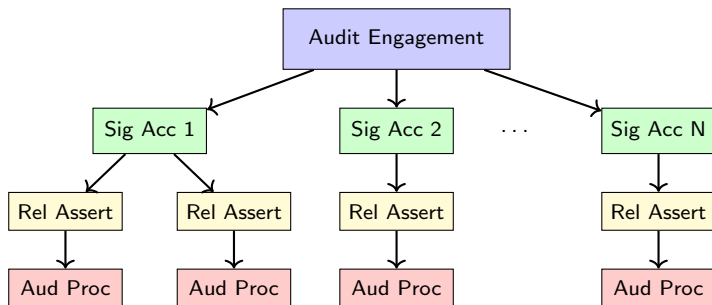 Audit Engagement
Sig Acc 1
Sig Acc 2
...
Sig Acc N
Rel Assert
Rel Assert
Rel Assert
Rel Assert
Aud Proc
Aud Proc
Aud Proc
Aud Proc